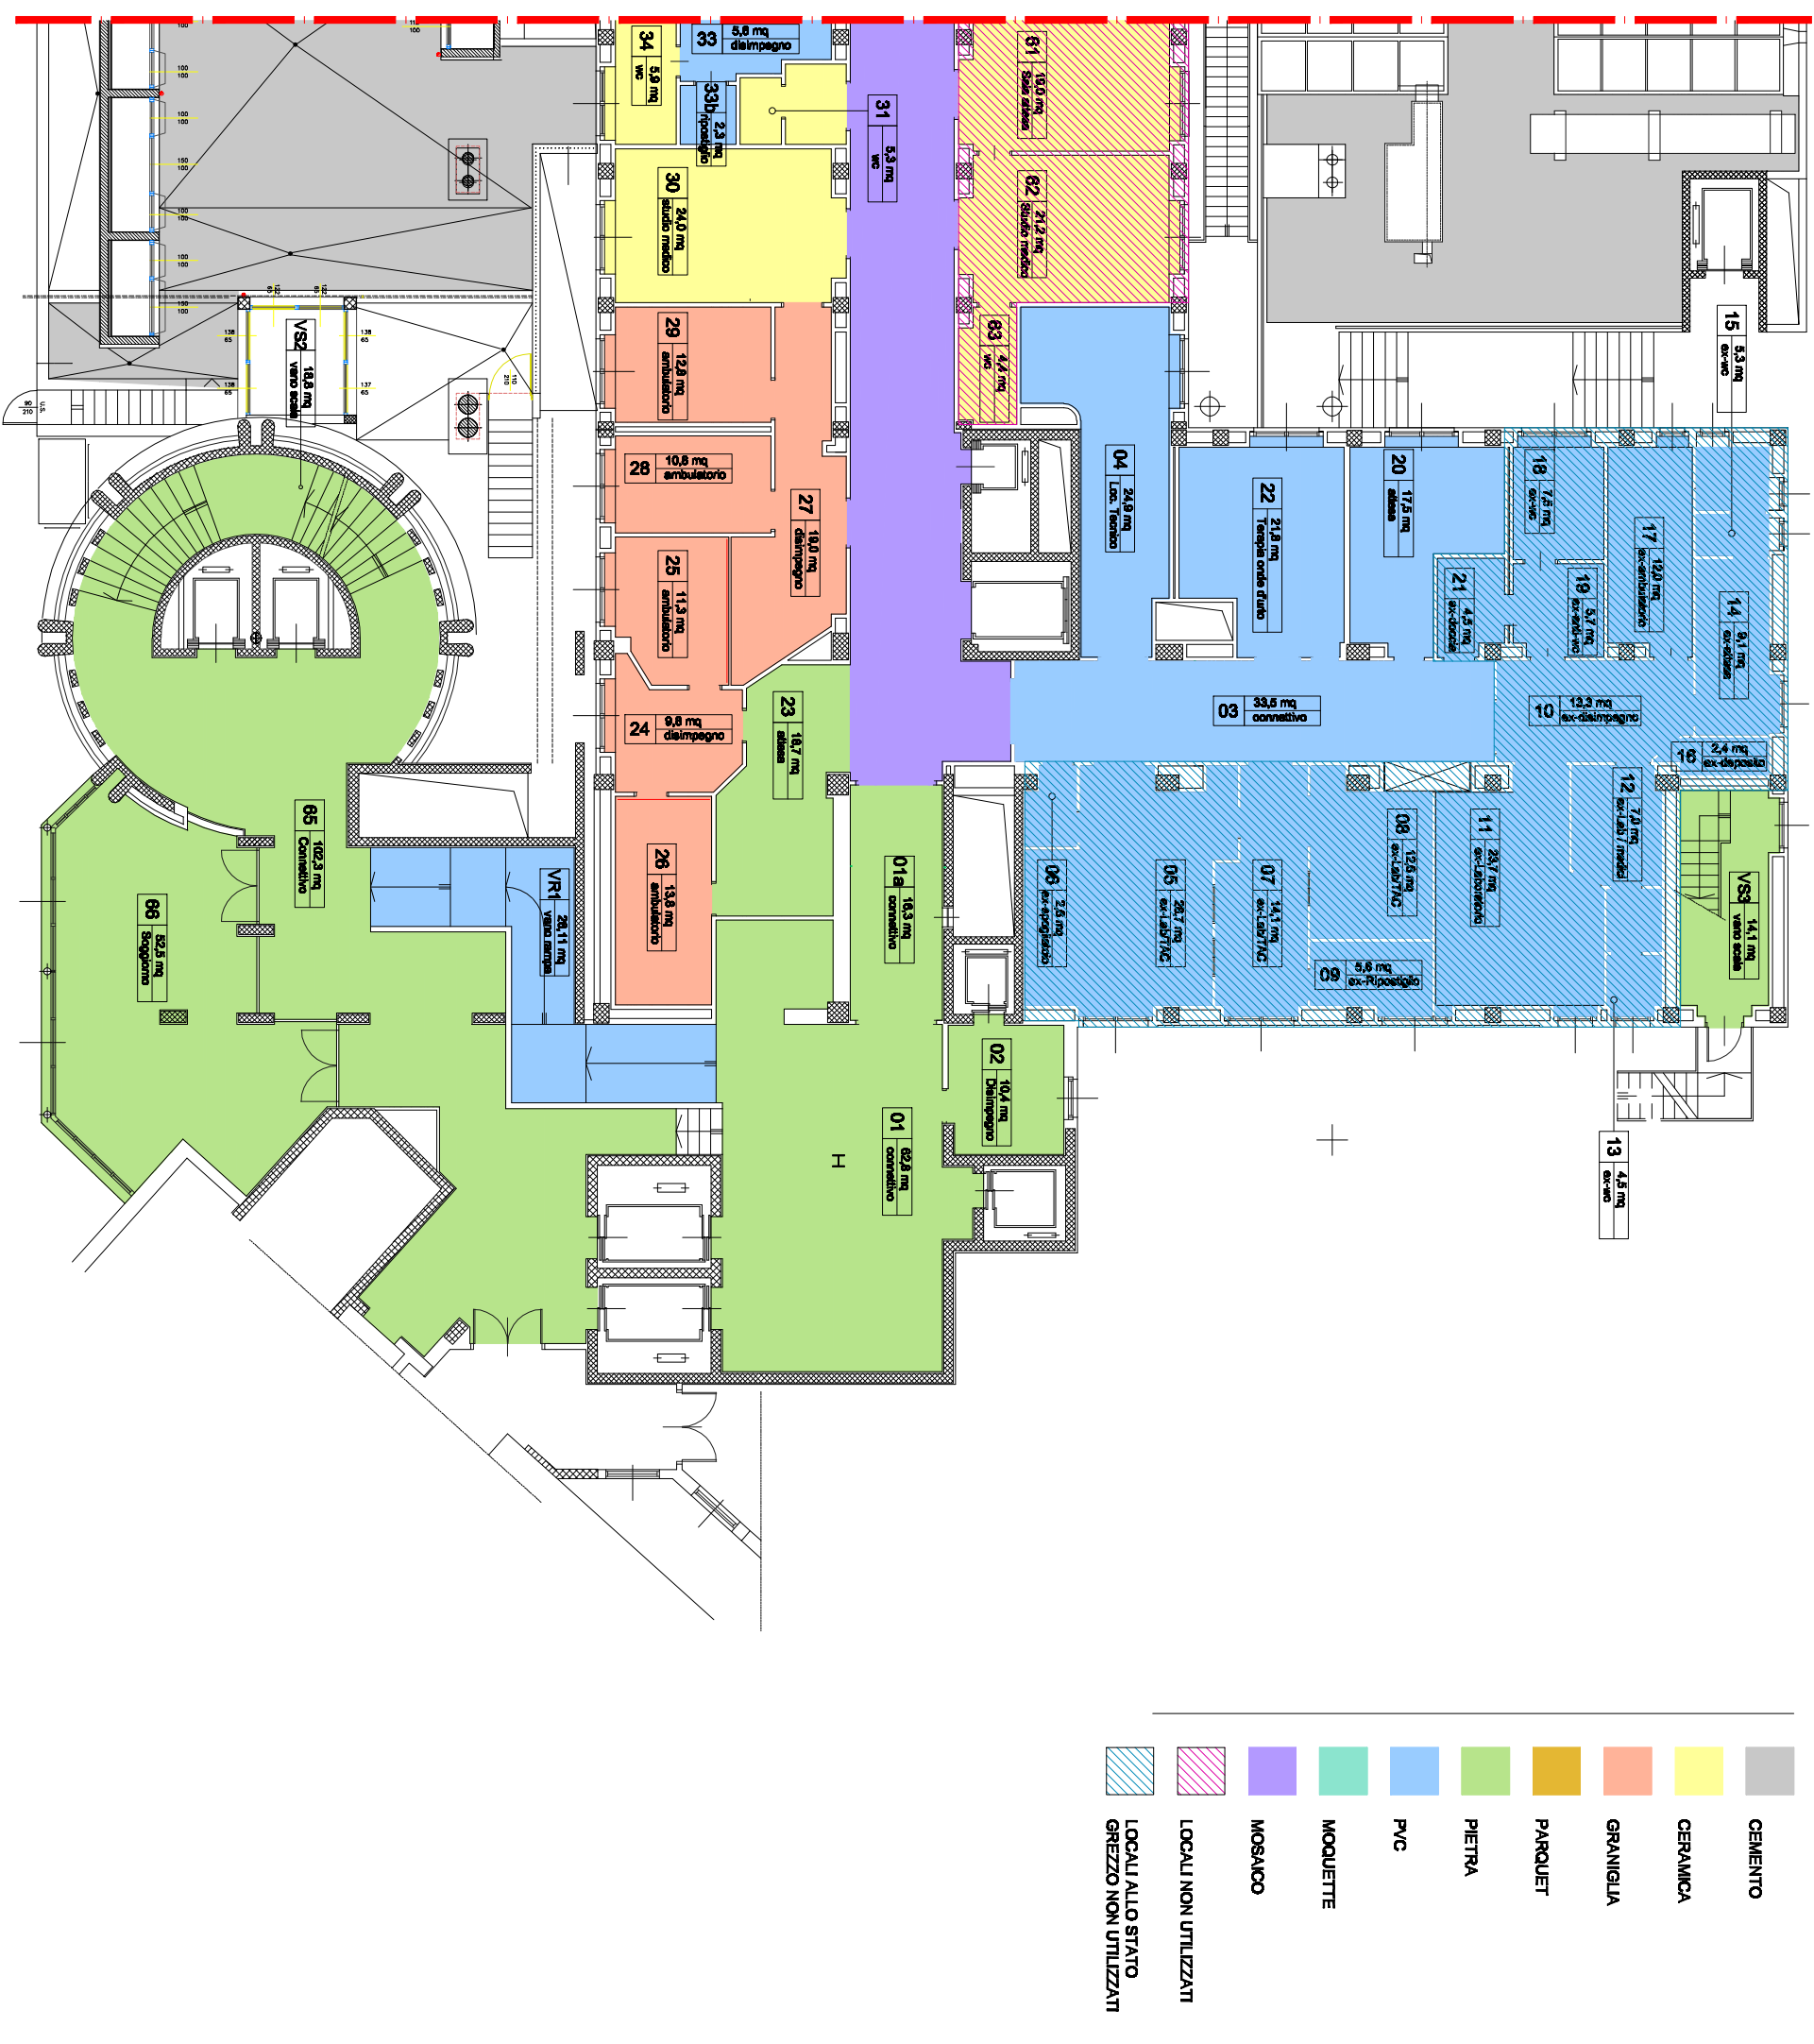 34
5,9 mq
wc
33
5,6 mq
disimpegno
33b
2,3 mq
ripostiglio
31
5,3 mq
wc
61
19,0 mq
Sala attesa
30
24,0 mq
studio medico
62
21,2 mq
Studio medico
63
4,4 mq
wc
15
5,3 mq
ex-wc
VS2
18,8 mq
vano scala
29
12,8 mq
ambulatorio
28
10,8 mq
ambulatorio
27
19,0 mq
disimpegno
04
24,9 mq
Loc. Tecnico
22
21,8 mq
Terapia onde d'urto
20
17,5 mq
attesa
18
7,5 mq
ex-wc
17
12,0 mq
ex-ambulatorio
25
11,3 mq
ambulatorio
21
4,5 mq
ex-doccia
19
5,7 mq
ex-anti-wc
14
9,1 mq
ex-attesa
24
9,8 mq
disimpegno
23
18,7 mq
attesa
03
33,5 mq
connettivo
10
13,3 mq
ex-disimpegno
16
2,4 mq
ex-deposito
12
7,0 mq
ex-Lab / medici
65
102,3 mq
Connettivo
VR1
28,11 mq
vano rampa
26
13,8 mq
ambulatorio
01a
16,3 mq
connettivo
06
2,5 mq
ex-spogliatoio
05
26,7 mq
ex-Lab/TAC
07
14,1 mq
ex-Lab/TAC
08
12,6 mq
ex-Lab/TAC
11
23,7 mq
ex-Laboratorio
VS3
14,1 mq
vano scala
66
52,5 mq
Soggiorno
09
5,6 mq
ex-Ripostiglio
02
10,4 mq
Disimpegno
01
62,8 mq
connettivo
H
13
4,5 mq
ex-wc
CEMENTO
CERAMICA
GRANIGLIA
PARQUET
PIETRA
PVC
MOQUETTE
MOSAICO
LOCALI NON UTILIZZATI
LOCALI ALLO STATO
GREZZO NON UTILIZZATI